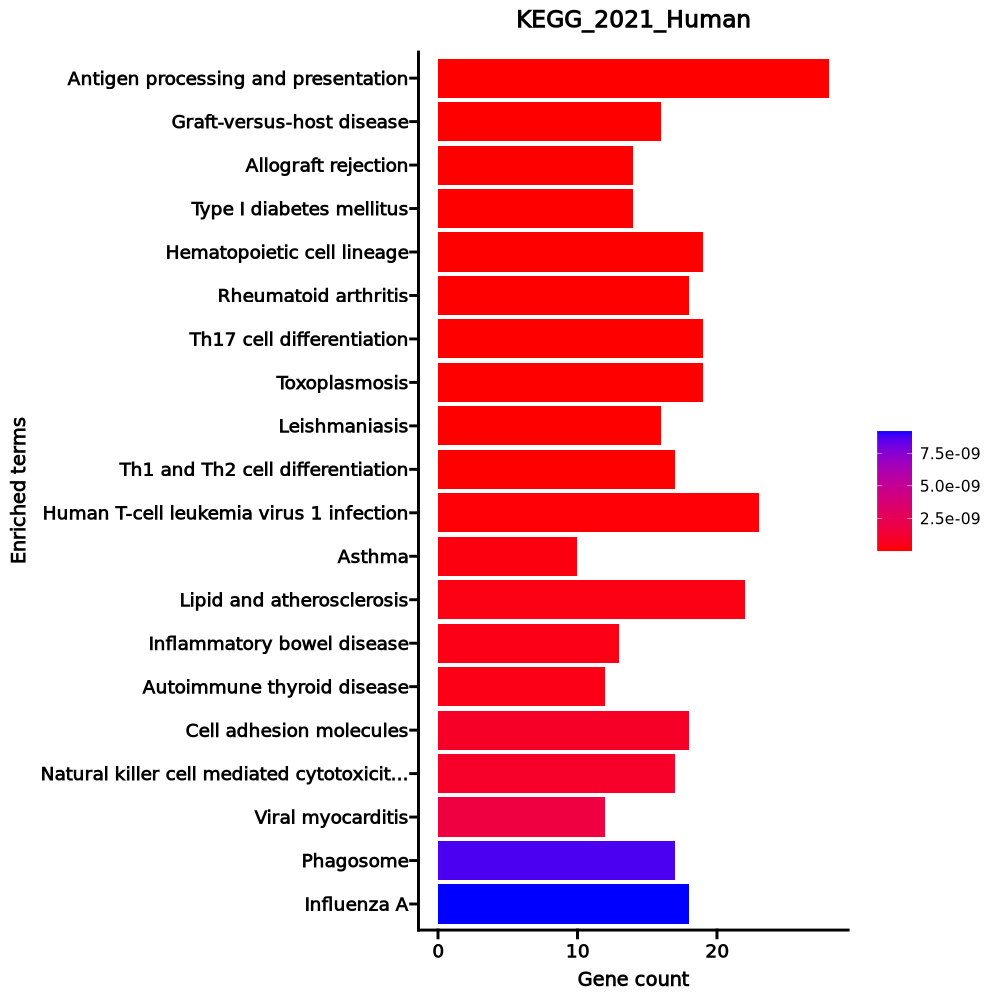 KEGG_2021_Human
Antigen processing and presentation
Graft-versus-host disease
Allograft rejection
Type I diabetes mellitus
Hematopoietic cell lineage
Rheumatoid arthritis
Th17 cell differentiation
Toxoplasmosis
Leishmaniasis
Th1 and Th2 cell differentiation
Human T-cell leukemia virus 1 infection
Asthma
Lipid and atherosclerosis
Inflammatory bowel disease
Autoimmune thyroid disease
Cell adhesion molecules
Natural killer cell mediated cytotoxicit...
Viral myocarditis
Phagosome
Influenza A
Enriched terms
0 10 20
Gene count
7.5e-09
5.0e-09
2.5e-09